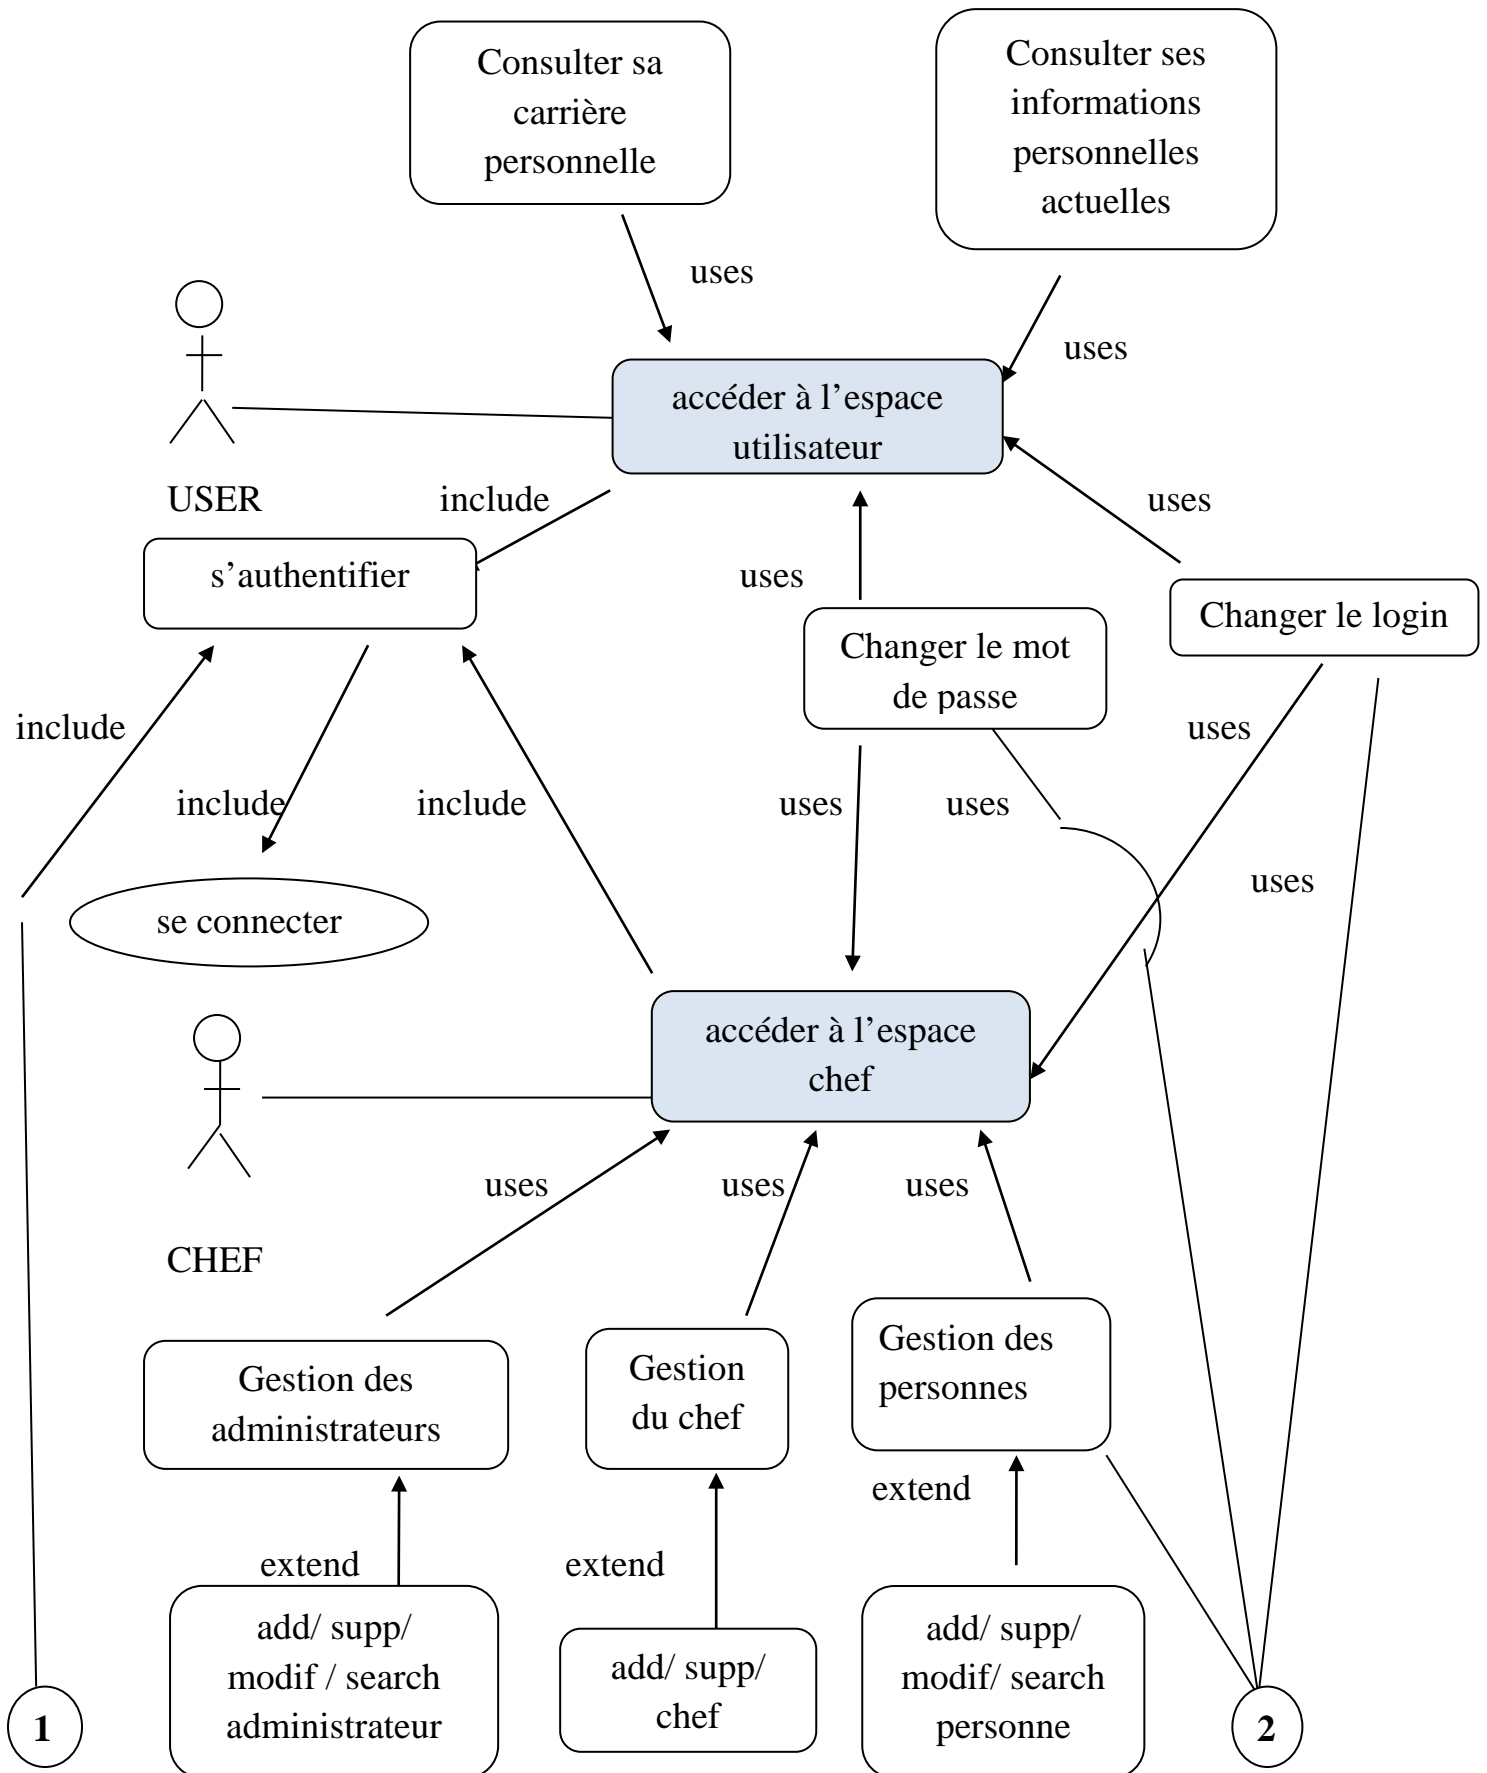 Consulter sa
carrière
personnelle
Consulter ses
informations
personnelles
actuelles
uses
uses
accéder à l’espace
utilisateur
USER
include
uses
s’authentifier
uses
Changer le login
Changer le mot
de passe
include
uses
include
include
uses
uses
uses
se connecter
accéder à l’espace
chef
uses
uses
uses
CHEF
Gestion des
administrateurs
Gestion
du chef
Gestion des
personnes
extend
extend
extend
add/ supp/
modif / search
administrateur
add/ supp/
chef
add/ supp/
modif/ search
personne
1
2